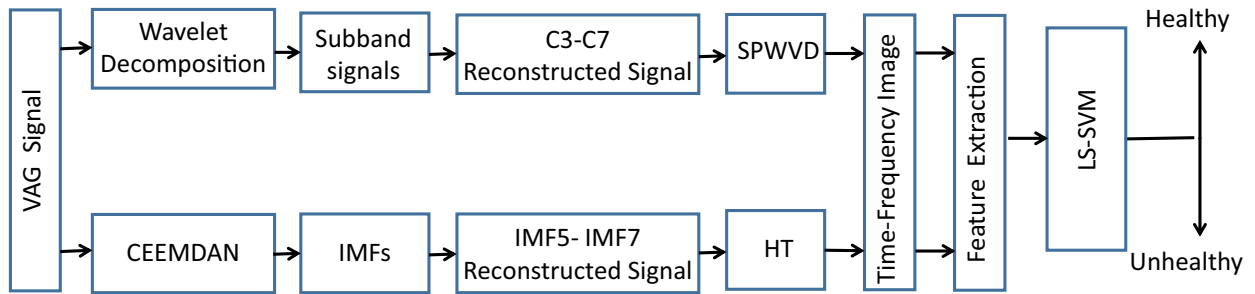 VAG Signal
Wavelet
Decomposition
Subband
signals
C3-C7
Reconstructed Signal
SPWVD
CEEMDAN
IMFs
IMF5- IMF7
Reconstructed Signal
HT
Time-Frequency Image
Feature Extraction
LS-SVM
Healthy
Unhealthy